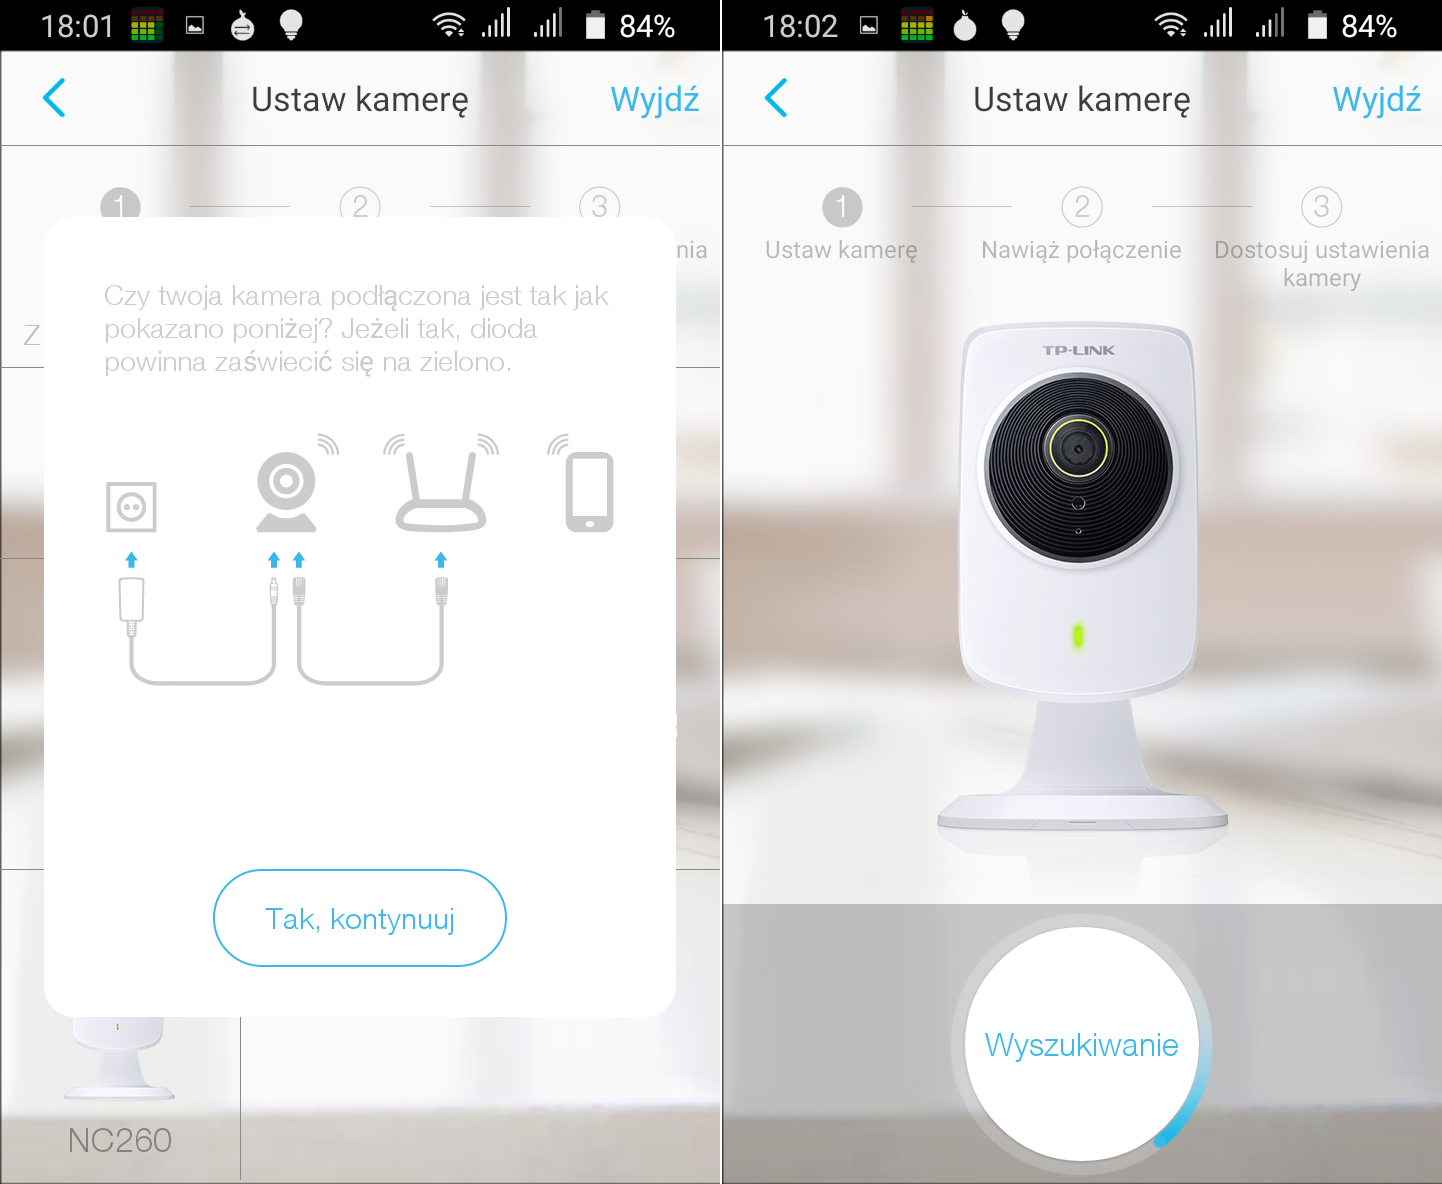 18:01
84%
Ustaw kamerę
Wyjdź
1
2
3
nia
Z
Czy twoja kamera podłączona jest tak jak
pokazano poniżej? Jeżeli tak, dioda
powinna zaświecić się na zielono.
Tak, kontynuuj
NC260
18:02
84%
Ustaw kamerę
Wyjdź
1
2
3
Ustaw kamerę
Nawiąż połączenie
Dostosuj ustawienia
kamery
TP-LINK
Wyszukiwanie